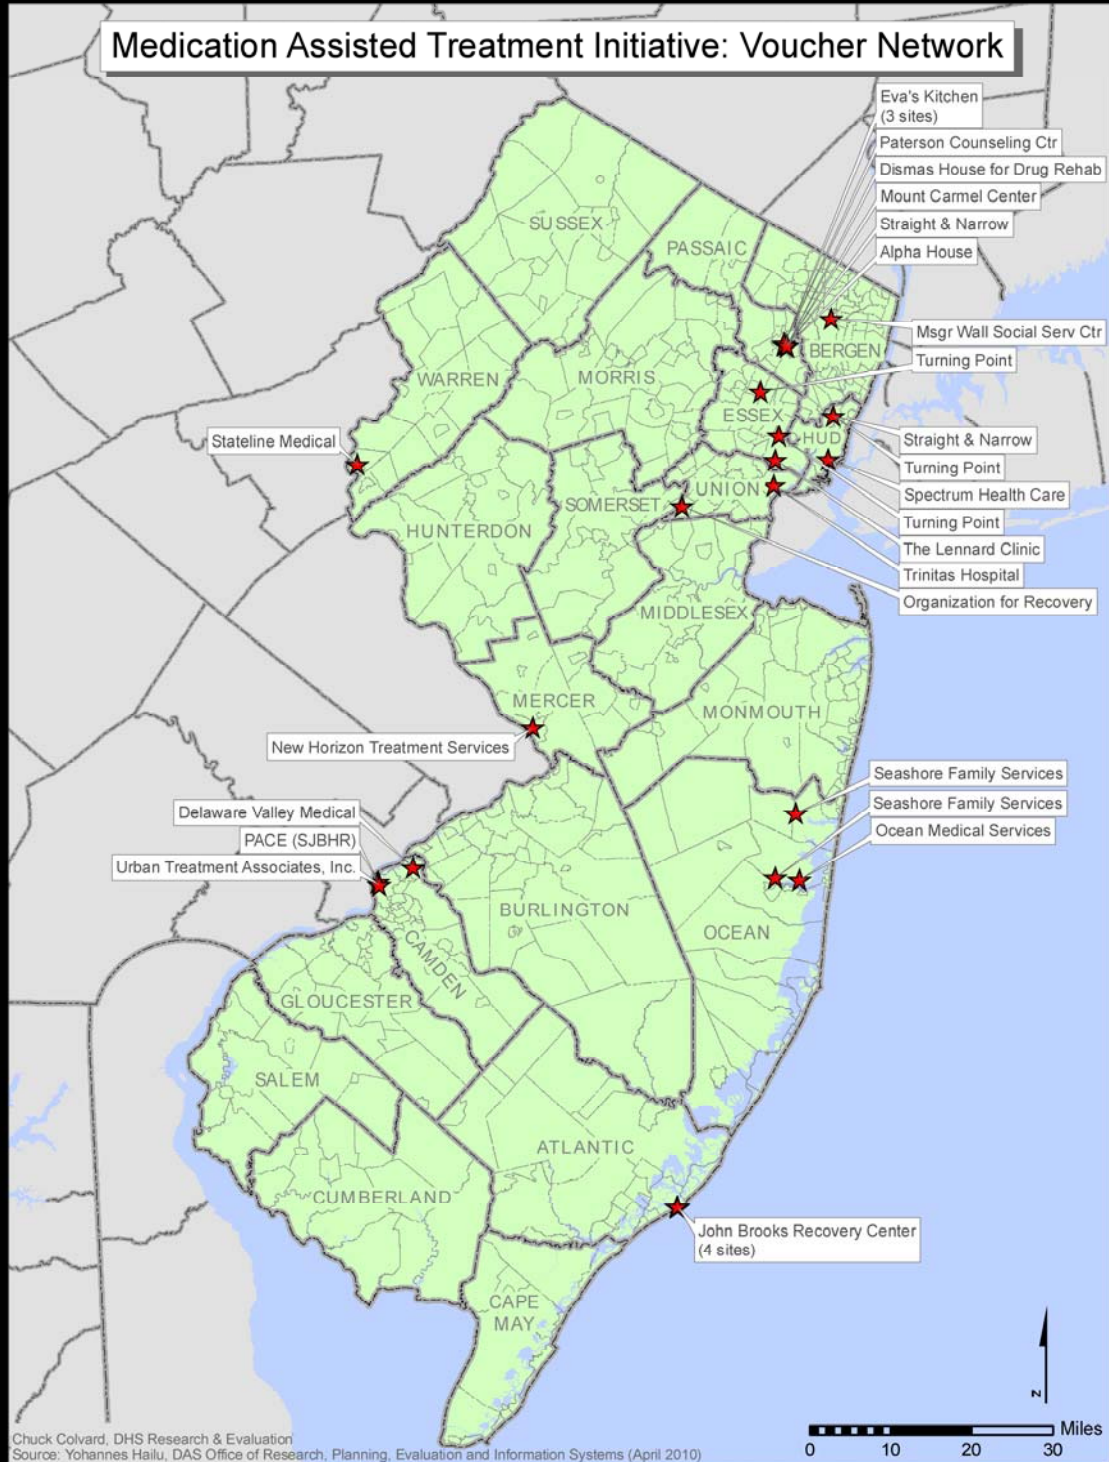 Medication Assisted Treatment Initiative: Voucher Network
Eva's Kitchen
(3 sites)
Paterson Counseling Ctr
Dismas House for Drug Rehab
Mount Carmel Center
Straight & Narrow
Alpha House
Msgr Wall Social Serv Ctr
Turning Point
Straight & Narrow
Turning Point
Spectrum Health Care
Turning Point
The Lennard Clinic
Trinitas Hospital
Organization for Recovery
Stateline Medical
SUSSEX
PASSAIC
BERGEN
WARREN
MORRIS
ESSEX
HUD
UNION
SOMERSET
HUNTERDON
MIDDLESEX
MERCER
MONMOUTH
New Horizon Treatment Services
Seashore Family Services
Seashore Family Services
Ocean Medical Services
Delaware Valley Medical
PACE (SJBHR)
Urban Treatment Associates, Inc.
BURLINGTON
OCEAN
CAMDEN
GLOUCESTER
SALEM
ATLANTIC
CUMBERLAND
John Brooks Recovery Center
(4 sites)
CAPE
MAY
N
Miles
0 10 20 30
Chuck Colvard, DHS Research & Evaluation
Source: Yohannes Hailu, DAS Office of Research, Planning, Evaluation and Information Systems (April 2010)